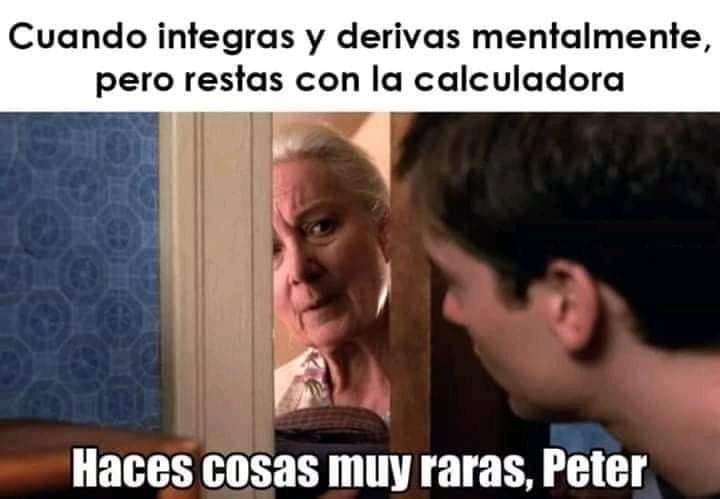 Cuando integras y derivas mentalmente,
pero restas con la calculadora
Haces cosas muy raras, Peter